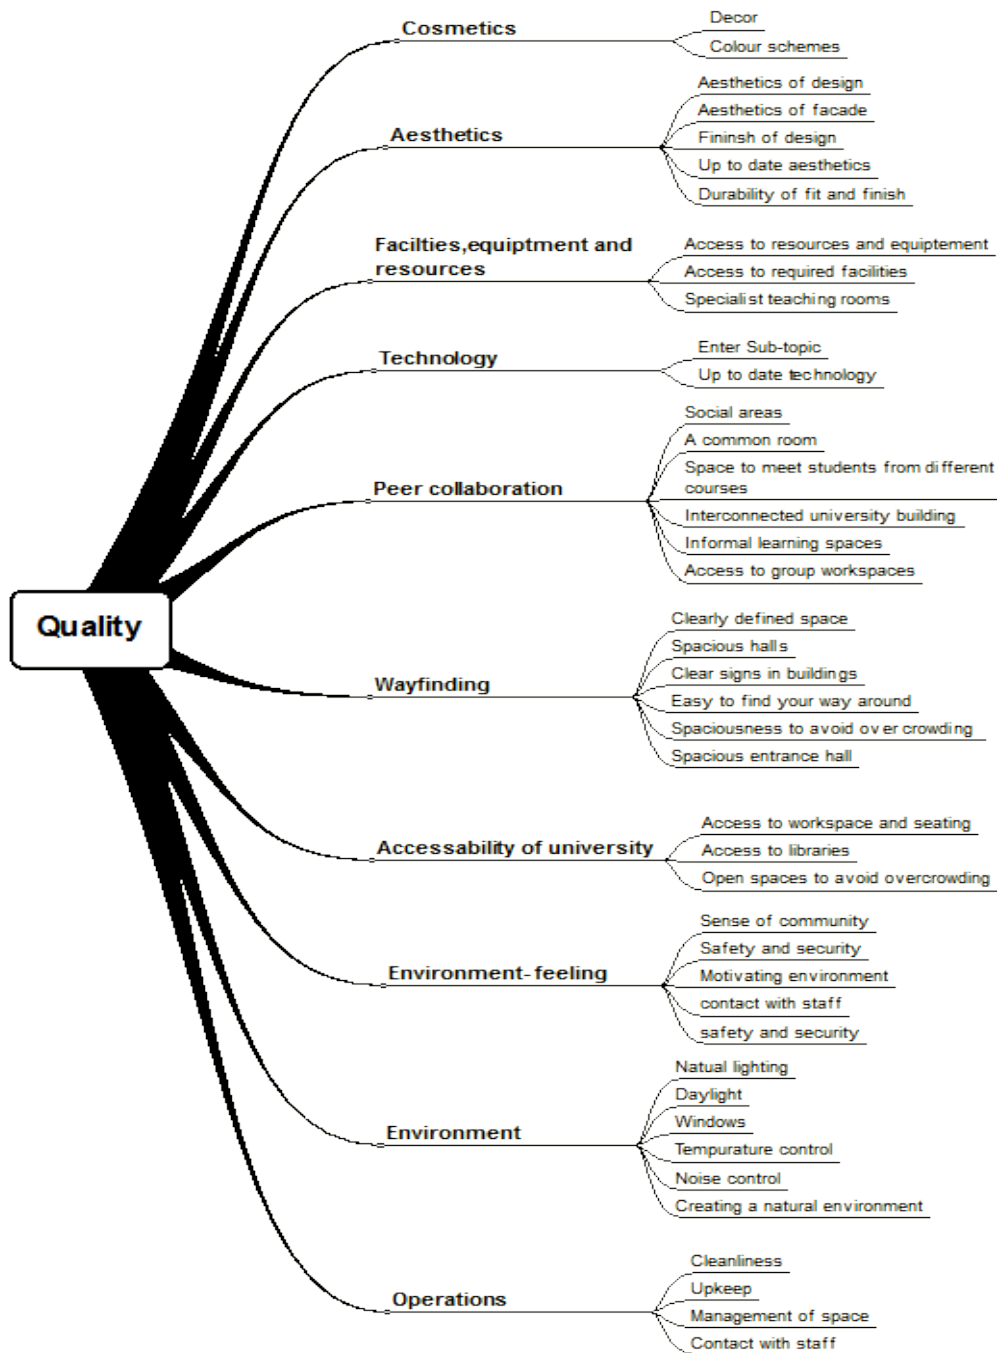 Quality
Cosmetics
Decor
Colour schemes
Aesthetics
Aesthetics of design
Aesthetics of facade
Fininsh of design
Up to date aesthetics
Durability of fit and finish
Facilties,equiptment and
resources
Access to resources and equiptement
Access to required facilities
Specialist teaching rooms
Technology
Enter Sub-topic
Up to date technology
Peer collaboration
Social areas
A common room
Space to meet students from different
courses
Interconnected university building
Informal learning spaces
Access to group workspaces
Wayfinding
Clearly defined space
Spacious halls
Clear signs in buildings
Easy to find your way around
Spaciousness to avoid over crowding
Spacious entrance hall
Accessability of university
Access to workspace and seating
Access to libraries
Open spaces to avoid overcrowding
Environment-feeling
Sense of community
Safety and security
Motivating environment
contact with staff
safety and security
Environment
Natual lighting
Daylight
Windows
Tempurature control
Noise control
Creating a natural environment
Operations
Cleanliness
Upkeep
Management of space
Contact with staff